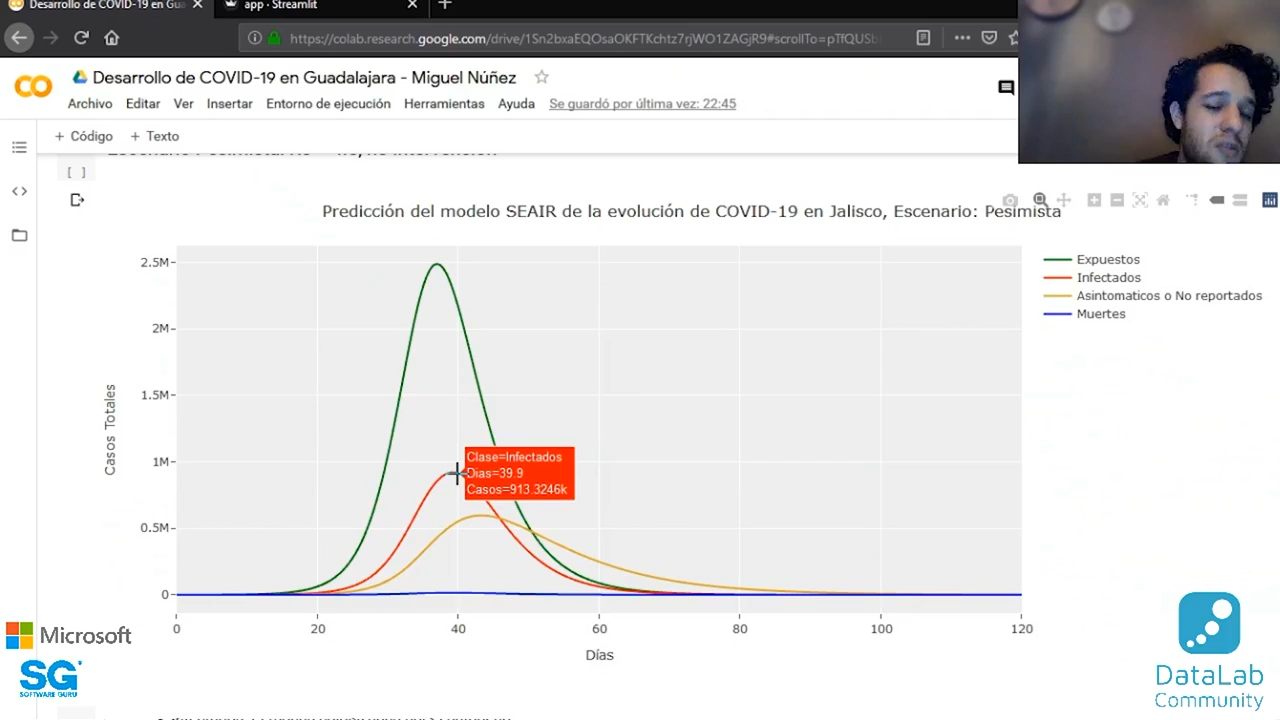 Desarrollo de COVID-19 en Gua
app · Streamlit
https://colab.research.google.com/drive/1Sn2bxaEQOsaOKFTKchtz7rjWO1ZAGjR9#scrollTo=pTfQUSb
Desarrollo de COVID-19 en Guadalajara - Miguel Núñez
Archivo Editar Ver Insertar Entorno de ejecución Herramientas Ayuda Se guardó por última vez: 22:45
+ Código + Texto
[ ]
Predicción del modelo SEAIR de la evolución de COVID-19 en Jalisco, Escenario: Pesimista
2.5M
2M
1.5M
1M
0.5M
0
Casos Totales
Clase=Infectados
Dias=39.9
Casos=913.3246k
Expuestos
Infectados
Asintomaticos o No reportados
Muertes
0 20 40 60 80 100 120
Días
Microsoft
SG
SOFTWARE GURU
DataLab
Community